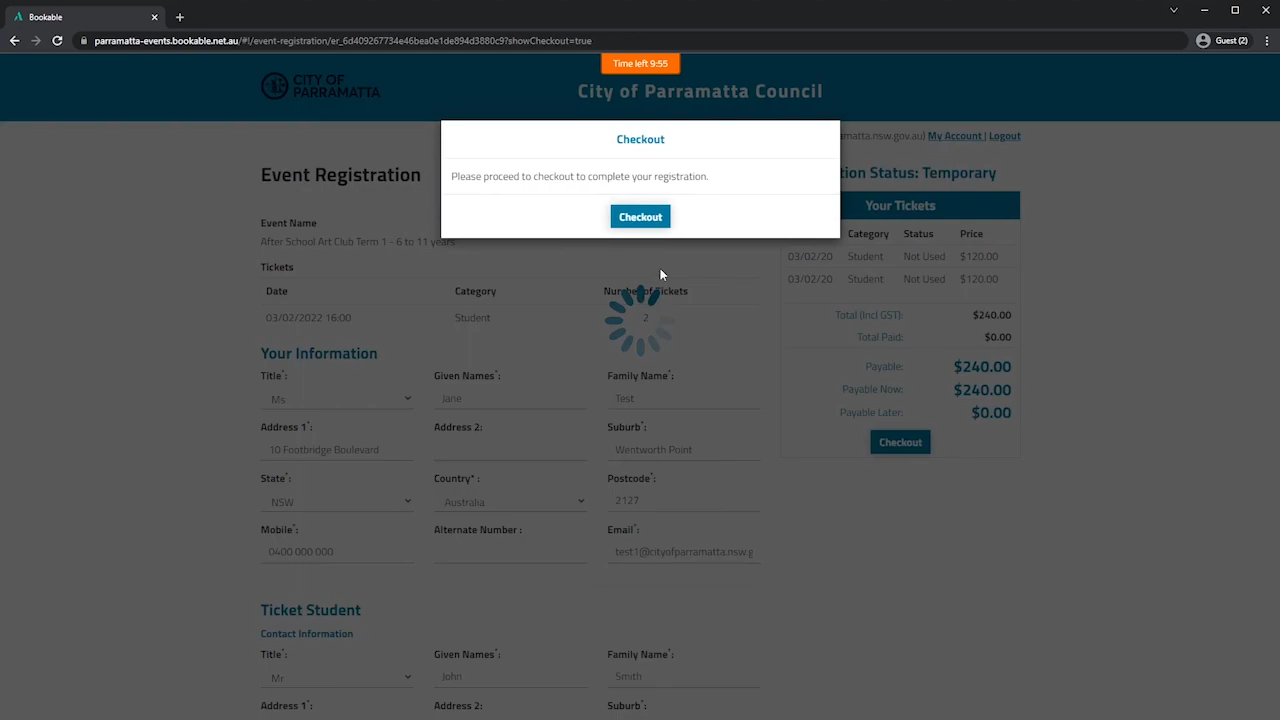 Bookable
parramatta-events.bookable.net.au/#!/event-registration/er_6d409267734e46bea0e1de894d3880c9?showCheckout=true
Guest (2)
Time left 9:55
CITY OF
PARRAMATTA
City of Parramatta Council
Checkout
Please proceed to checkout to complete your registration.
Checkout
matta.nsw.gov.au) My Account | Logout
Event Registration
tion Status: Temporary
Your Tickets
Category Status Price
03/02/20 Student Not Used $120.00
03/02/20 Student Not Used $120.00
Total (Incl GST): $240.00
Total Paid: $0.00
Payable: $240.00
Payable Now: $240.00
Payable Later: $0.00
Checkout
Event Name
After School Art Club Term 1 - 6 to 11 years
Tickets
Date Category Number of Tickets
03/02/2022 16:00 Student 2
Your Information
Title*: Given Names*: Family Name*:
Ms Jane Test
Address 1*: Address 2: Suburb*:
10 Footbridge Boulevard Wentworth Point
State*: Country* : Postcode*:
NSW Australia 2127
Mobile*: Alternate Number : Email*:
0400 000 000 test1@cityofparramatta.nsw.g
Ticket Student
Contact Information
Title*: Given Names*: Family Name*:
Mr John Smith
Address 1*: Address 2: Suburb*: